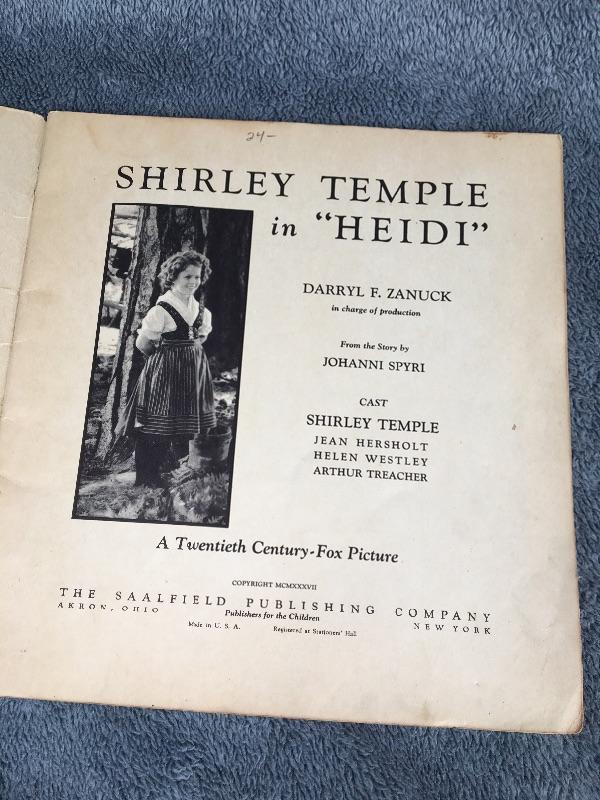 24-
SHIRLEY TEMPLE
in "HEIDI"
DARRYL F. ZANUCK
in charge of production
From the Story by
JOHANNI SPYRI
CAST
SHIRLEY TEMPLE
JEAN HERSHOLT
HELEN WESTLEY
ARTHUR TREACHER
A Twentieth Century-Fox Picture
COPYRIGHT MCMXXXVII
THE SAALFIELD PUBLISHING COMPANY
AKRON, OHIO Publishers for the Children NEW YORK
Made in U. S. A. Registered at Stationers' Hall